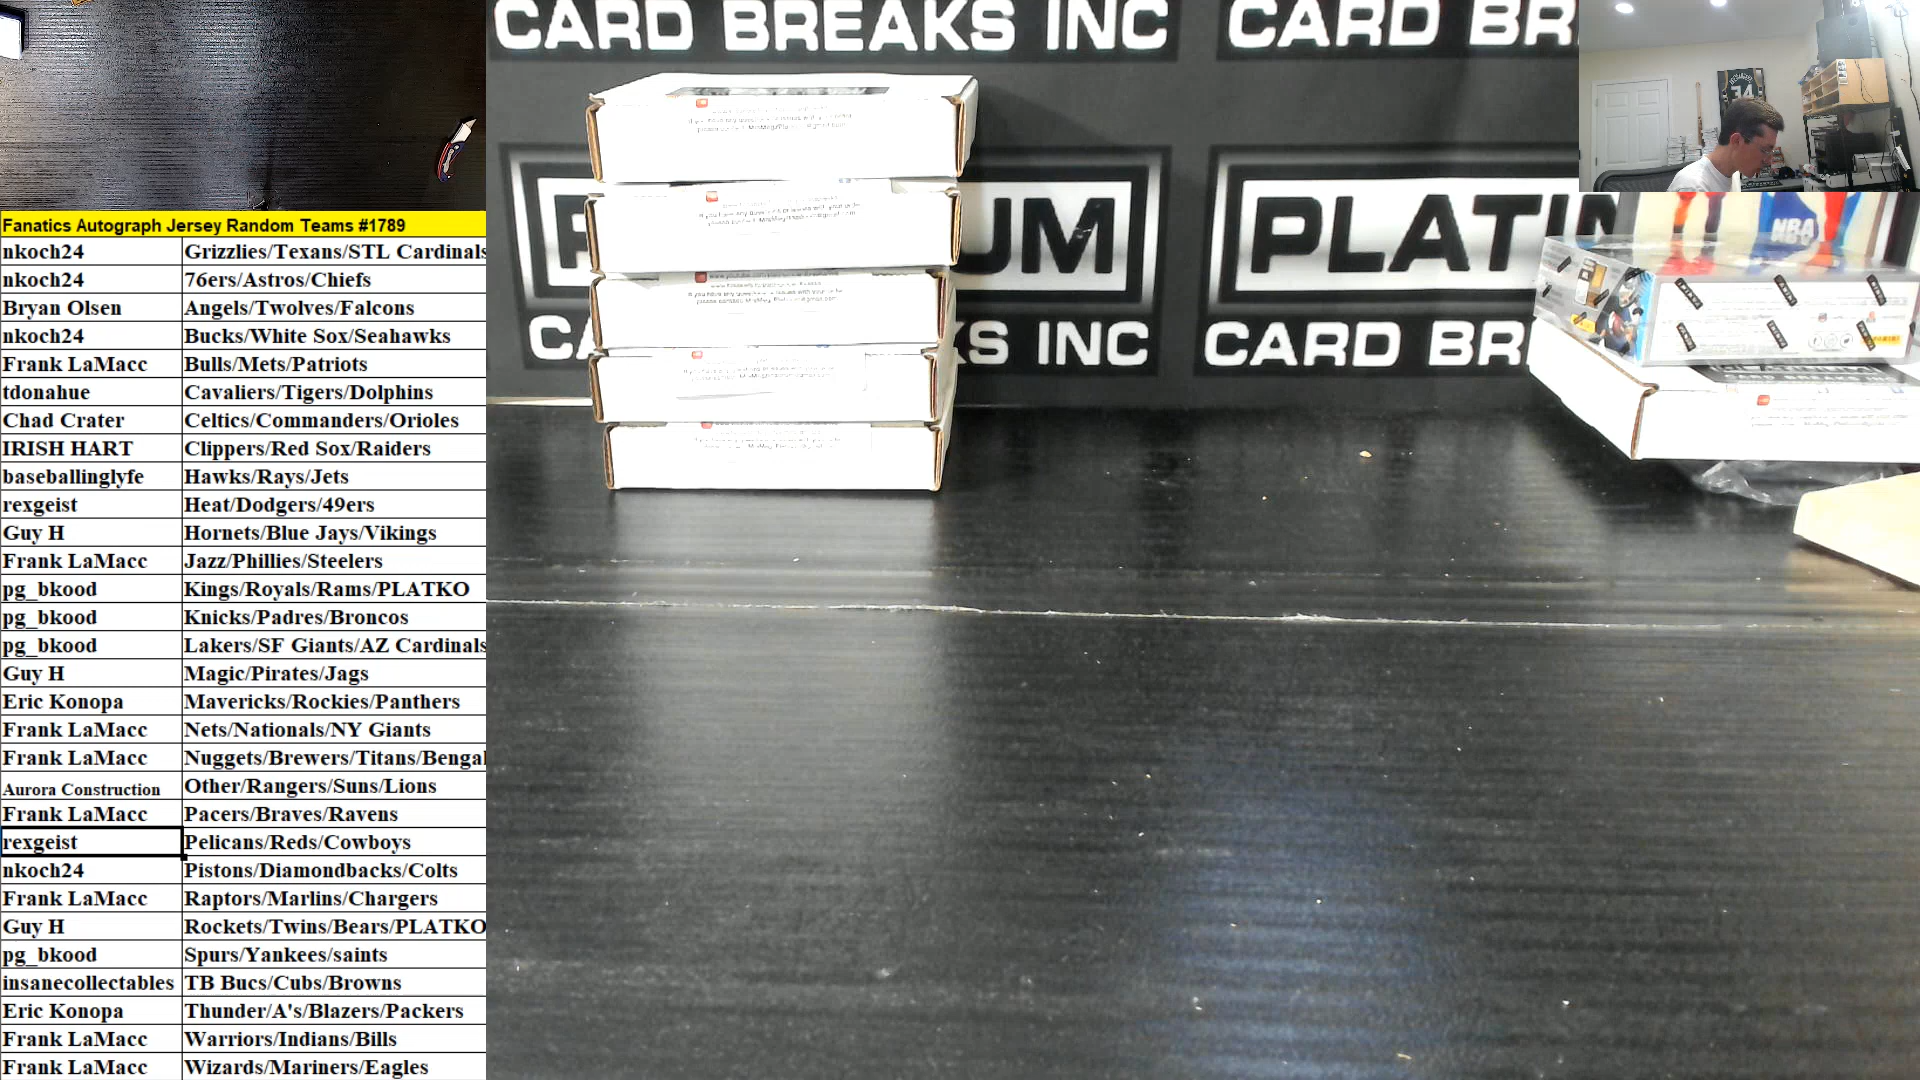 CARD BREAKS INC CARD BR
34
PLATIN
UM
CARD BRE
KS INC
NBA
PLATINUM
BREAKS INC
Fanatics Autograph Jersey Random Teams #1789
nkoch24 Grizzlies/Texans/STL Cardinals
nkoch24 76ers/Astros/Chiefs
Bryan Olsen Angels/Twolves/Falcons
nkoch24 Bucks/White Sox/Seahawks
Frank LaMacc Bulls/Mets/Patriots
tdonahue Cavaliers/Tigers/Dolphins
Chad Crater Celtics/Commanders/Orioles
IRISH HART Clippers/Red Sox/Raiders
baseballinglyfe Hawks/Rays/Jets
rexgeist Heat/Dodgers/49ers
Guy H Hornets/Blue Jays/Vikings
Frank LaMacc Jazz/Phillies/Steelers
pg_bkood Kings/Royals/Rams/PLATKO
pg_bkood Knicks/Padres/Broncos
pg_bkood Lakers/SF Giants/AZ Cardinals
Guy H Magic/Pirates/Jags
Eric Konopa Mavericks/Rockies/Panthers
Frank LaMacc Nets/Nationals/NY Giants
Frank LaMacc Nuggets/Brewers/Titans/Bengal
Aurora Construction Other/Rangers/Suns/Lions
Frank LaMacc Pacers/Braves/Ravens
rexgeist Pelicans/Reds/Cowboys
nkoch24 Pistons/Diamondbacks/Colts
Frank LaMacc Raptors/Marlins/Chargers
Guy H Rockets/Twins/Bears/PLATKO
pg_bkood Spurs/Yankees/saints
insanecollectables TB Bucs/Cubs/Browns
Eric Konopa Thunder/A's/Blazers/Packers
Frank LaMacc Warriors/Indians/Bills
Frank LaMacc Wizards/Mariners/Eagles